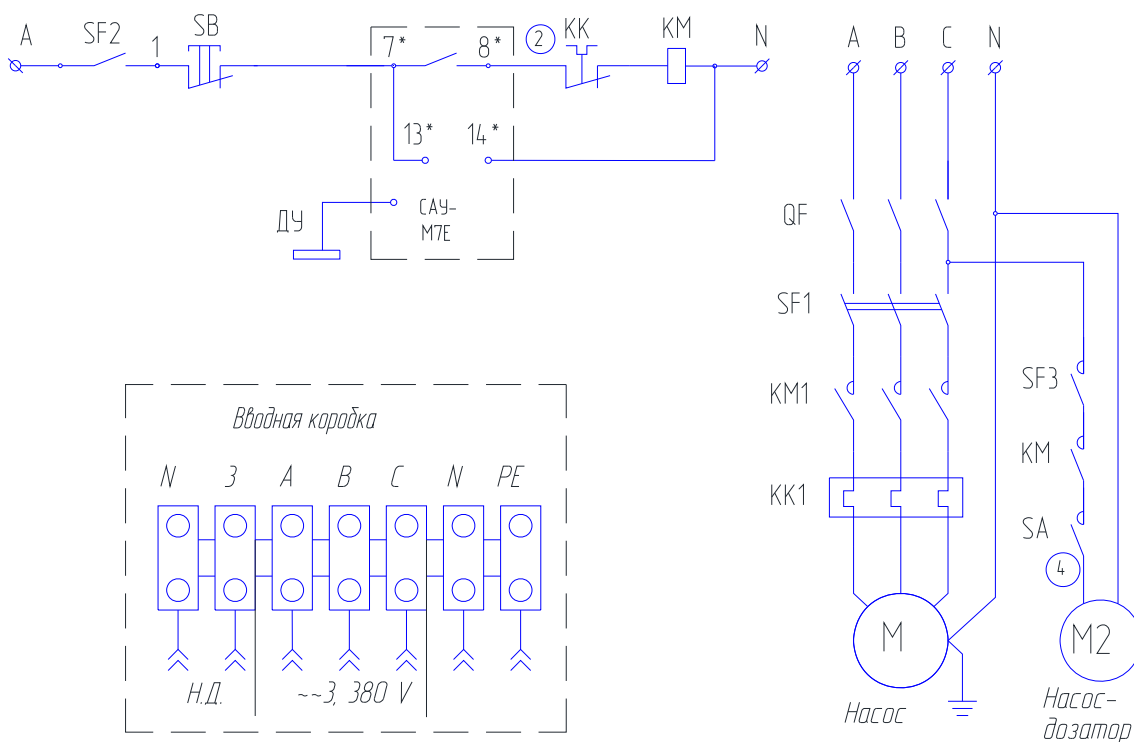 A
SF2
1
SB
7*
8*
2
KK
KM
N
13*
14*
ДУ
САУ-
М7Е
A
B
C
N
QF
SF1
KM1
KK1
SF3
KM
SA
4
M
M2
Насос
Насос-
дозатор
Вводная коробка
N
3
A
B
C
N
PE
Н.Д.
~~3, 380 V